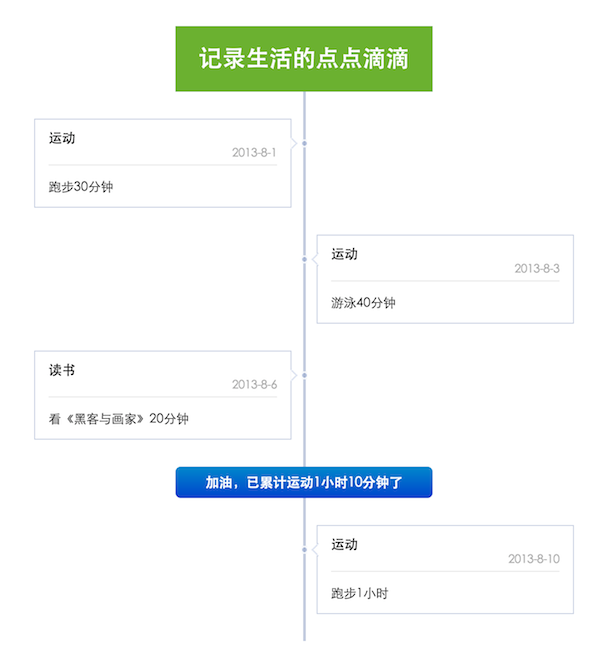 记录生活的点点滴滴
运动
2013-8-1
跑步30分钟
运动
2013-8-3
游泳40分钟
读书
2013-8-6
看《黑客与画家》20分钟
加油，已累计运动1小时10分钟了
运动
2013-8-10
跑步1小时